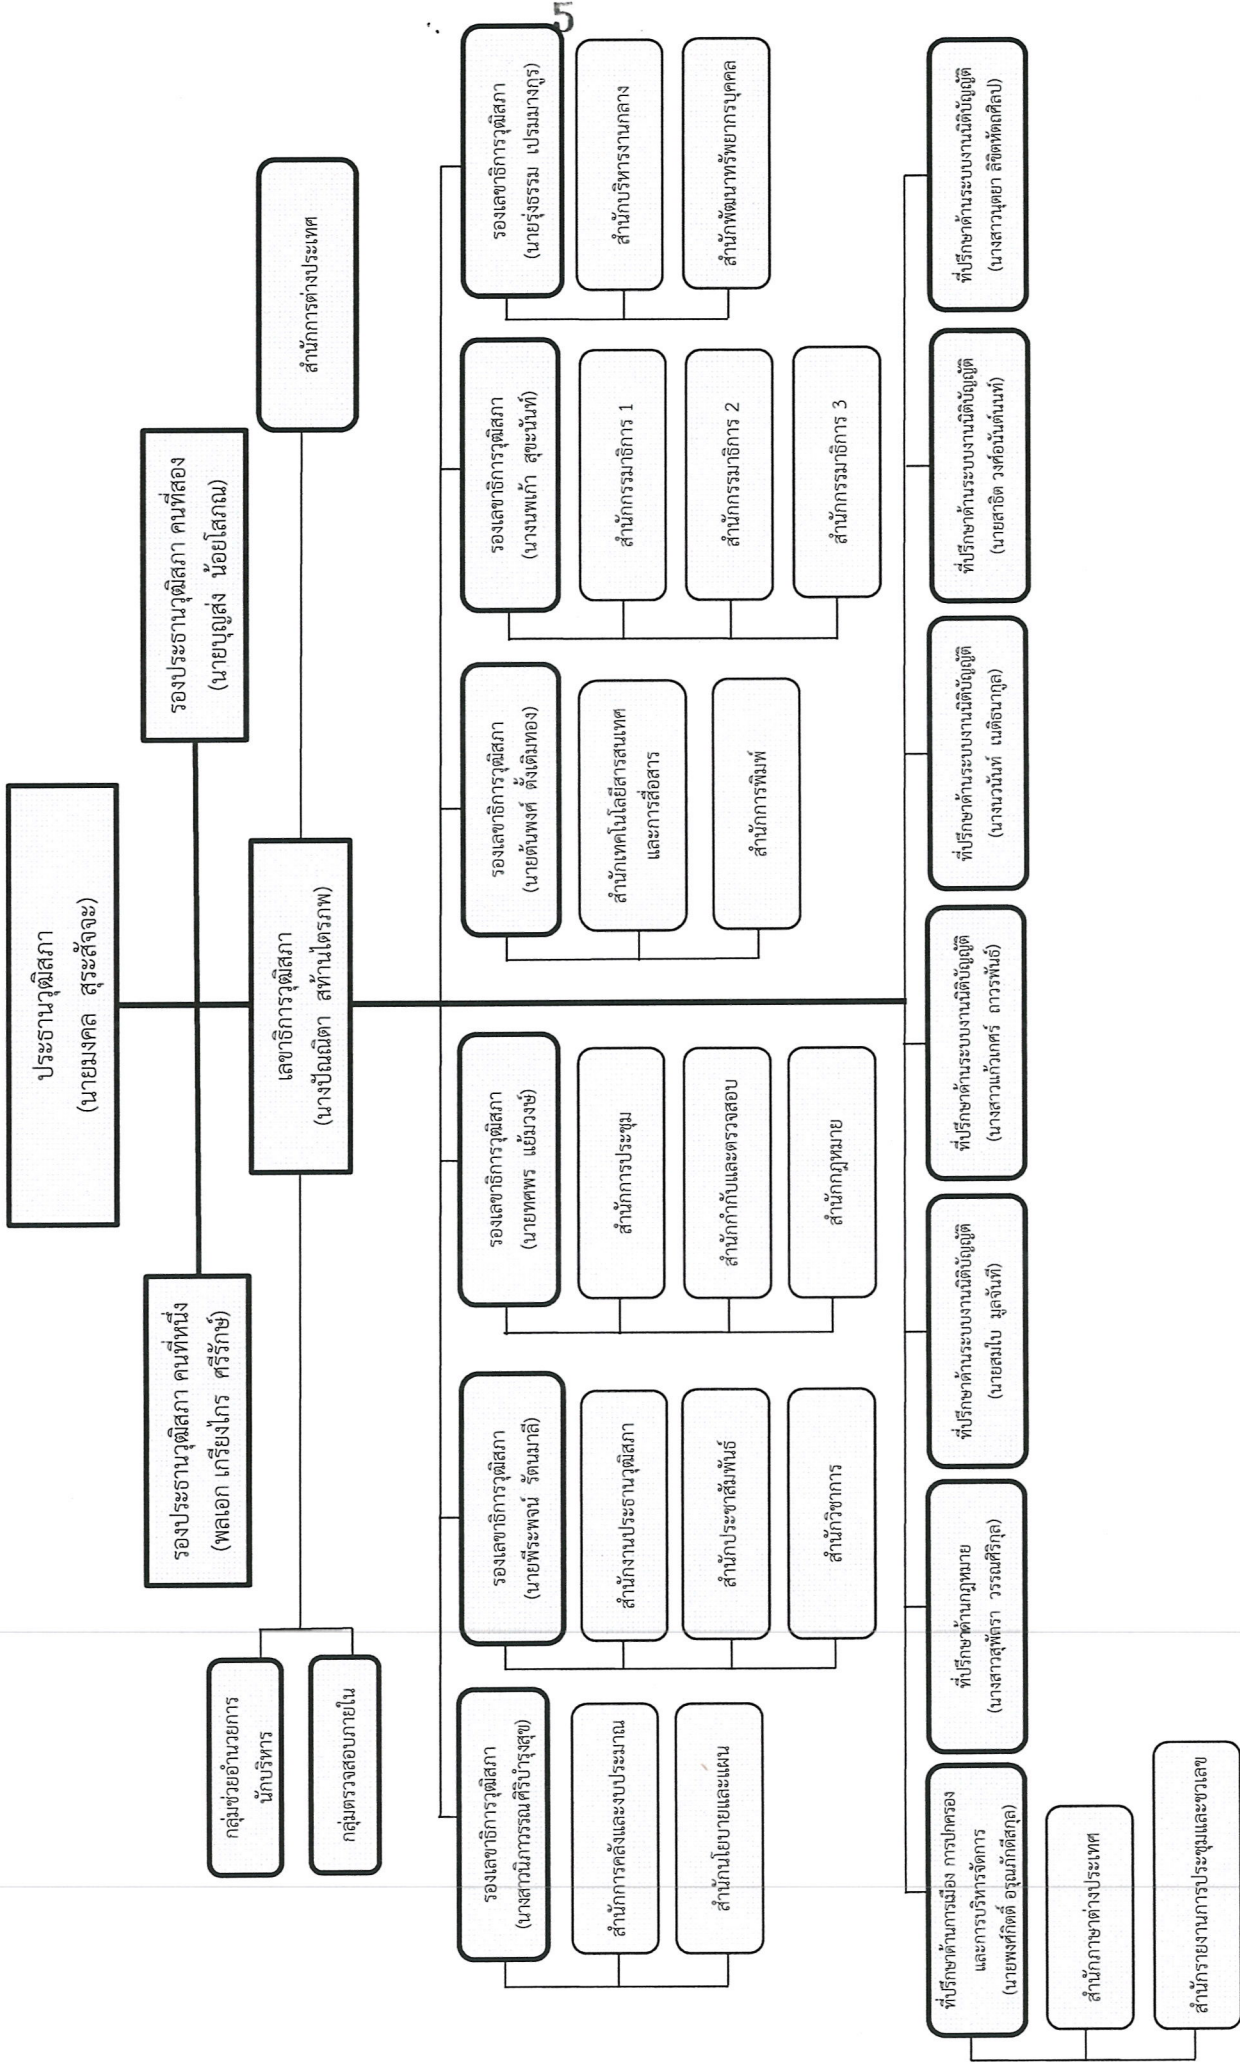 5
ประธานวุฒิสภา
(นายมงคล สุระสัจจะ)
รองประธานวุฒิสภา คนที่หนึ่ง
(พลเอก เกรียงไกร ศรีรักษ์)
รองประธานวุฒิสภา คนที่สอง
(นายบุญส่ง น้อยโสภณ)
เลขาธิการวุฒิสภา
(นางปัณณิตา สท้านไตรภพ)
กลุ่มช่วยอำนวยการ
นักบริหาร
กลุ่มตรวจสอบภายใน
สำนักการต่างประเทศ
รองเลขาธิการวุฒิสภา
(นางสาวนิภาวรรณ ศิริบำรุงสุข)
สำนักการคลังและงบประมาณ
สำนักนโยบายและแผน
รองเลขาธิการวุฒิสภา
(นายพีระพจน์ รัตนมาลี)
สำนักงานประธานวุฒิสภา
สำนักประชาสัมพันธ์
สำนักวิชาการ
รองเลขาธิการวุฒิสภา
(นายทศพร แย้มวงษ์)
สำนักการประชุม
สำนักกำกับและตรวจสอบ
สำนักกฎหมาย
รองเลขาธิการวุฒิสภา
(นายต้นพงศ์ ตั้งเติมทอง)
สำนักเทคโนโลยีสารสนเทศ
และการสื่อสาร
สำนักการพิมพ์
รองเลขาธิการวุฒิสภา
(นางนพเก้า สุขะนันท์)
สำนักกรรมาธิการ 1
สำนักกรรมาธิการ 2
สำนักกรรมาธิการ 3
รองเลขาธิการวุฒิสภา
(นายรุ่งธรรม เปรมมางกูร)
สำนักบริหารงานกลาง
สำนักพัฒนาทรัพยากรบุคคล
ที่ปรึกษาด้านการเมือง การปกครอง
และการบริหารจัดการ
(นายพงศ์กิตติ์ อรุณภักดีสกุล)
สำนักภาษาต่างประเทศ
สำนักรายงานการประชุมและชวเลข
ที่ปรึกษาด้านกฎหมาย
(นางสาวสุพัตรา วรรณศิริกุล)
ที่ปรึกษาด้านระบบงานนิติบัญญัติ
(นายสมใบ มูลจันที)
ที่ปรึกษาด้านระบบงานนิติบัญญัติ
(นางสาวแก้วเกศร์ ถาวรพันธ์)
ที่ปรึกษาด้านระบบงานนิติบัญญัติ
(นางนวนันท์ เนติธนากูล)
ที่ปรึกษาด้านระบบงานนิติบัญญัติ
(นายสาธิต วงศ์อนันต์นนท์)
ที่ปรึกษาด้านระบบงานนิติบัญญัติ
(นางสาวนุตยา ลิขิตหัตถศิลป)